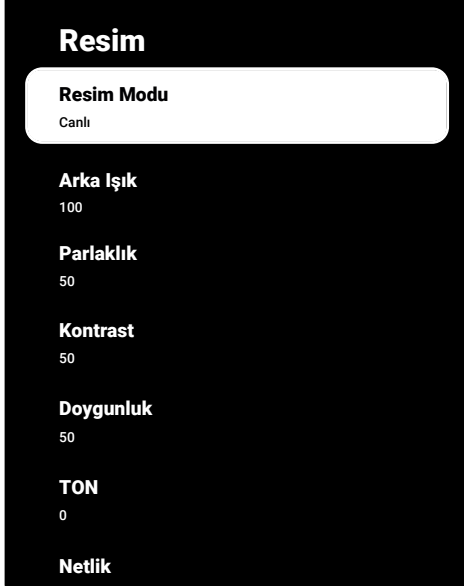 Resim
Resim Modu
Canlı
Arka Işık
100
Parlaklık
50
Kontrast
50
Doygunluk
50
TON
0
Netlik